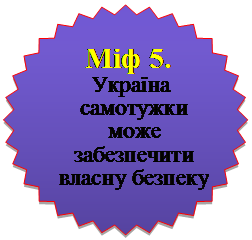 Міф 5.
Україна
самотужки
може
забезпечити
власну безпеку